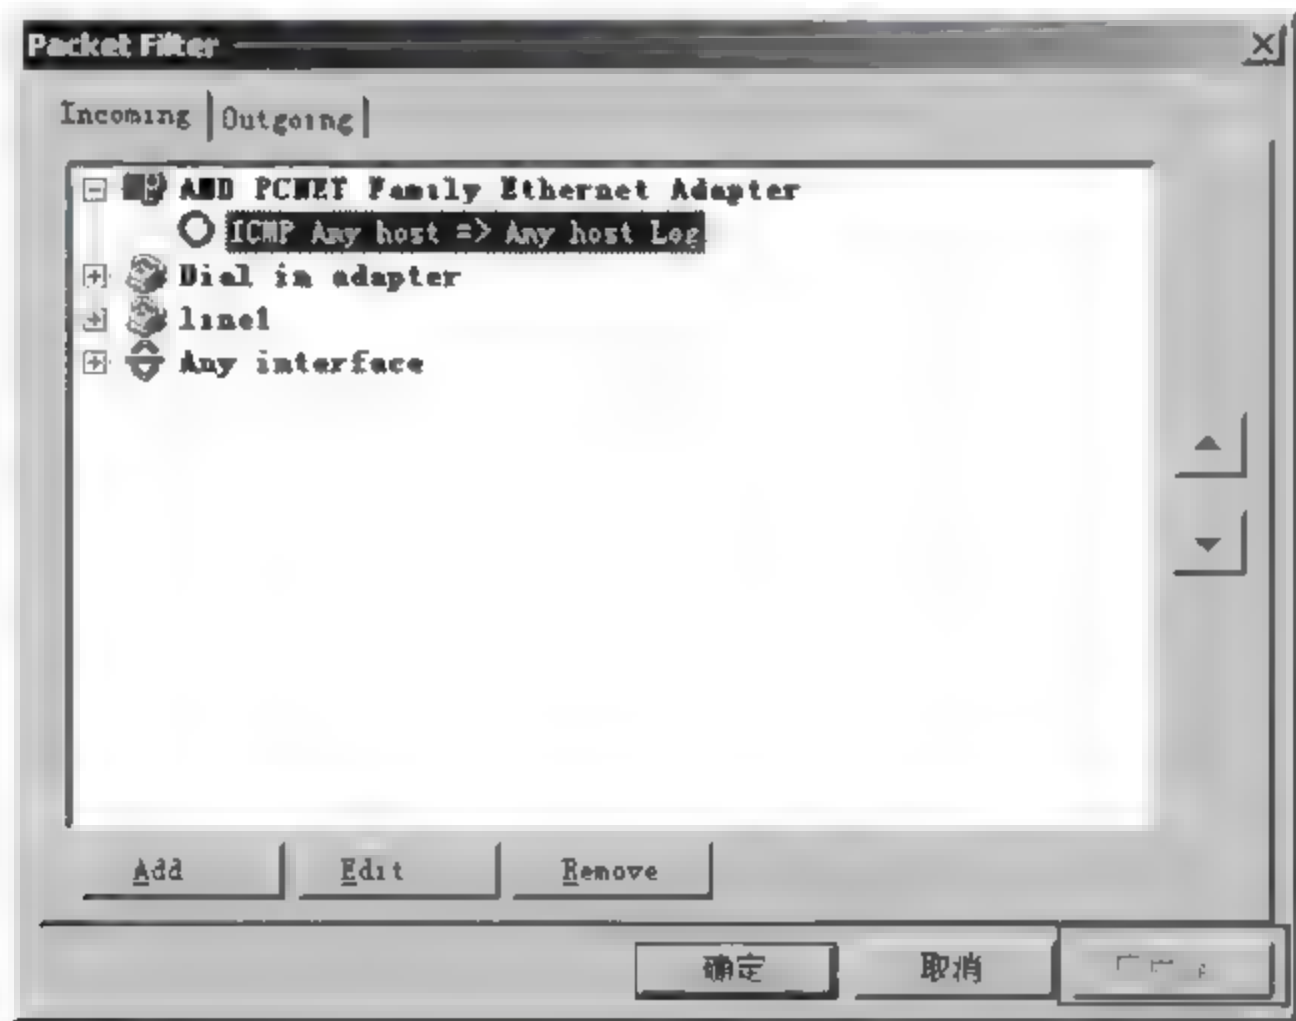 Packet Filter
Incoming Outgoing
AMD PCNET Family Ethernet Adapter
ICMP Any host => Any host Log
Dial in adapter
line1
Any interface
Add Edit Remove
确定 取消